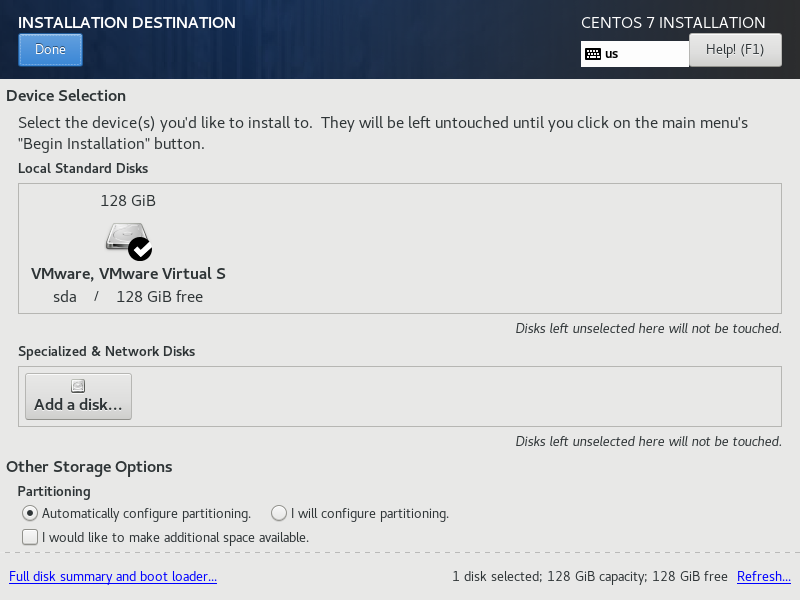 INSTALLATION DESTINATION
CENTOS 7 INSTALLATION
Done
us
Help! (F1)
Device Selection
Select the device(s) you'd like to install to.  They will be left untouched until you click on the main menu's
"Begin Installation" button.
Local Standard Disks
128 GiB
VMware, VMware Virtual S
sda / 128 GiB free
Disks left unselected here will not be touched.
Specialized & Network Disks
Add a disk...
Disks left unselected here will not be touched.
Other Storage Options
Partitioning
Automatically configure partitioning. I will configure partitioning.
I would like to make additional space available.
Full disk summary and boot loader... 1 disk selected; 128 GiB capacity; 128 GiB free Refresh...